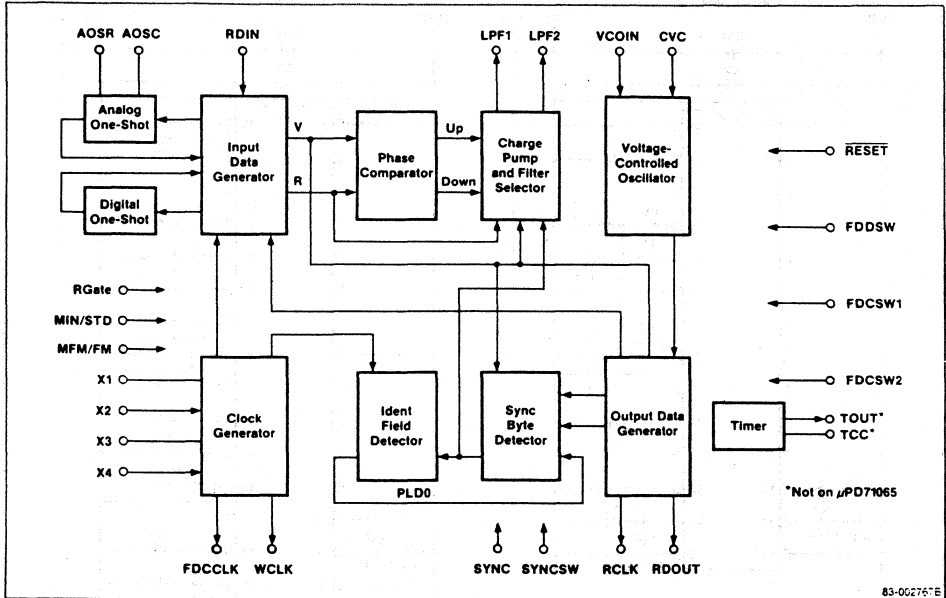 AOSR AOSC RDIN LPF1 LPF2 VCOIN CVC
Analog
One-Shot
Input
Data
Generator
V
R
Phase
Comparator
Up
Down
Charge
Pump
and Filter
Selector
Voltage-
Controlled
Oscillator
RESET
Digital
One-Shot
FDDSW
RGate
FDCSW1
MIN/STD
MFM/FM
X1
FDCSW2
X2
X3
X4
Clock
Generator
Ident
Field
Detector
Sync
Byte
Detector
Output Data
Generator
Timer
TOUT*
TCC*
PLD0
*Not on µPD71065
FDCCLK WCLK SYNC SYNCSW RCLK RDOUT
83-002767B